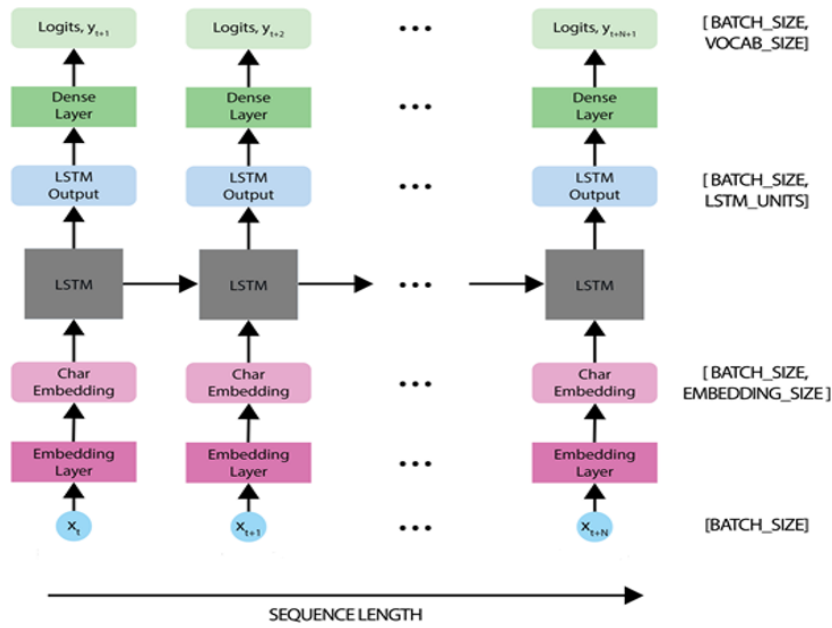 Logits, yt+1
Logits, yt+2
...
Logits, yt+N+1
[BATCH_SIZE,
VOCAB_SIZE]
Dense
Layer
Dense
Layer
...
Dense
Layer
LSTM
Output
LSTM
Output
...
LSTM
Output
[BATCH_SIZE,
LSTM_UNITS]
LSTM
LSTM
...
LSTM
Char
Embedding
Char
Embedding
...
Char
Embedding
[BATCH_SIZE,
EMBEDDING_SIZE]
Embedding
Layer
Embedding
Layer
...
Embedding
Layer
xt
xt+1
...
xt+N
[BATCH_SIZE]
SEQUENCE LENGTH